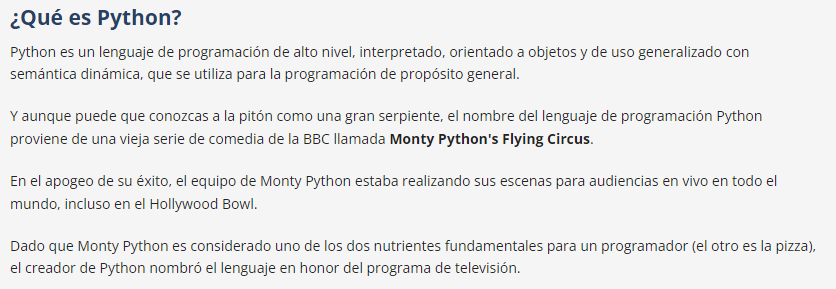 ¿Qué es Python?
Python es un lenguaje de programación de alto nivel, interpretado, orientado a objetos y de uso generalizado con
semántica dinámica, que se utiliza para la programación de propósito general.
Y aunque puede que conozcas a la pitón como una gran serpiente, el nombre del lenguaje de programación Python
proviene de una vieja serie de comedia de la BBC llamada Monty Python's Flying Circus.
En el apogeo de su éxito, el equipo de Monty Python estaba realizando sus escenas para audiencias en vivo en todo el
mundo, incluso en el Hollywood Bowl.
Dado que Monty Python es considerado uno de los dos nutrientes fundamentales para un programador (el otro es la pizza),
el creador de Python nombró el lenguaje en honor del programa de televisión.